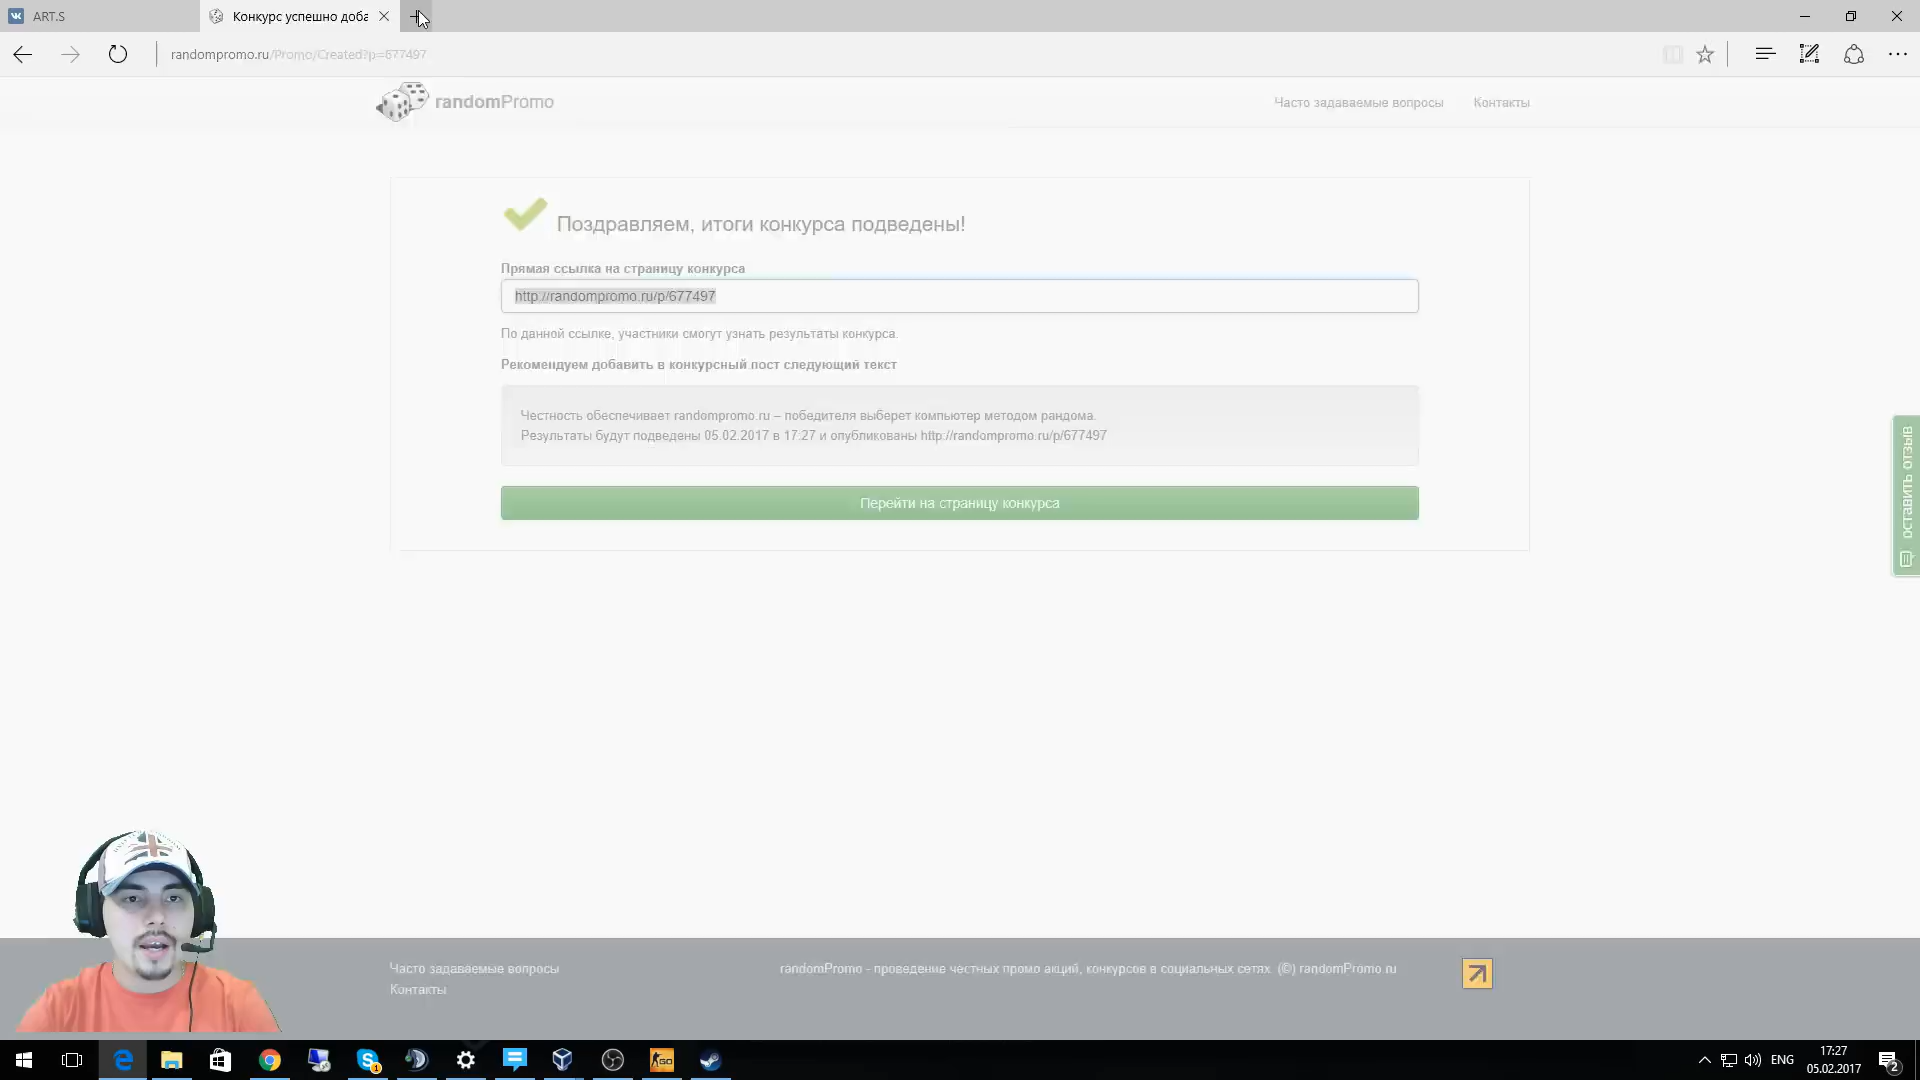 ART.S
Конкурс успешно доба
randompromo.ru/Promo/Created?p=677497
randomPromo
Часто задаваемые вопросы
Контакты
Поздравляем, итоги конкурса подведены!
Прямая ссылка на страницу конкурса
http://randompromo.ru/p/677497
По данной ссылке, участники смогут узнать результаты конкурса.
Рекомендуем добавить в конкурсный пост следующий текст
Честность обеспечивает randompromo.ru – победителя выберет компьютер методом рандома.
Результаты будут подведены 05.02.2017 в 17:27 и опубликованы http://randompromo.ru/p/677497
Перейти на страницу конкурса
оставить отзыв
Часто задаваемые вопросы
Контакты
randomPromo - проведение честных промо акций, конкурсов в социальных сетях. (©) randomPromo.ru
ENG
17:27
05.02.2017
2